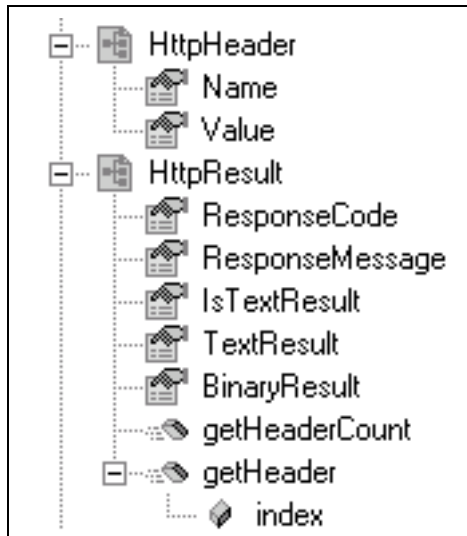 HttpHeader
Name
Value
HttpResult
ResponseCode
ResponseMessage
IsTextResult
TextResult
BinaryResult
getHeaderCount
getHeader
index